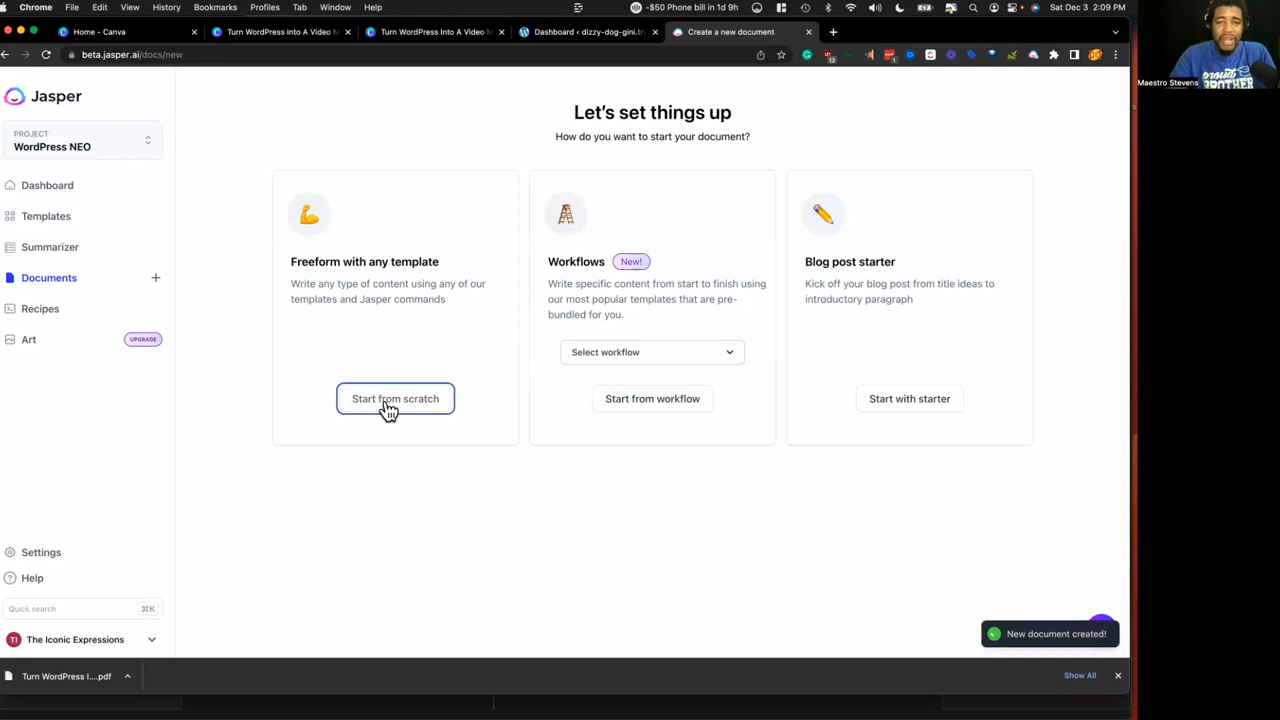 Chrome File Edit View History Bookmarks Profiles Tab Window Help
-$50 Phone bill in 1d 9h
Sat Dec 3 2:09 PM
Home - Canva
Turn WordPress Into A Video M
Turn WordPress Into A Video M
Dashboard ‹ dizzy-dog-gini.tr
Create a new document
beta.jasper.ai/docs/new
12
Maestro Stevens
Proud
BROTHER
Jasper
PROJECT
WordPress NEO
Dashboard
Templates
Summarizer
Documents
Recipes
Art
UPGRADE
Let's set things up
How do you want to start your document?
Freeform with any template
Write any type of content using any of our
templates and Jasper commands
Start from scratch
Workflows New!
Write specific content from start to finish using
our most popular templates that are pre-
bundled for you.
Select workflow
Start from workflow
Blog post starter
Kick off your blog post from title ideas to
introductory paragraph
Start with starter
Settings
Help
Quick search ⌘K
TI The Iconic Expressions
New document created!
Turn WordPress I....pdf
Show All